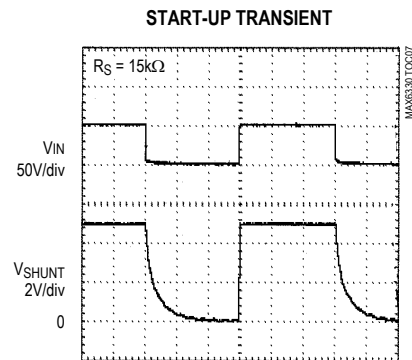 START-UP TRANSIENT
RS = 15kΩ
MAX6330 TOC07
VIN
50V/div
VSHUNT
2V/div
0